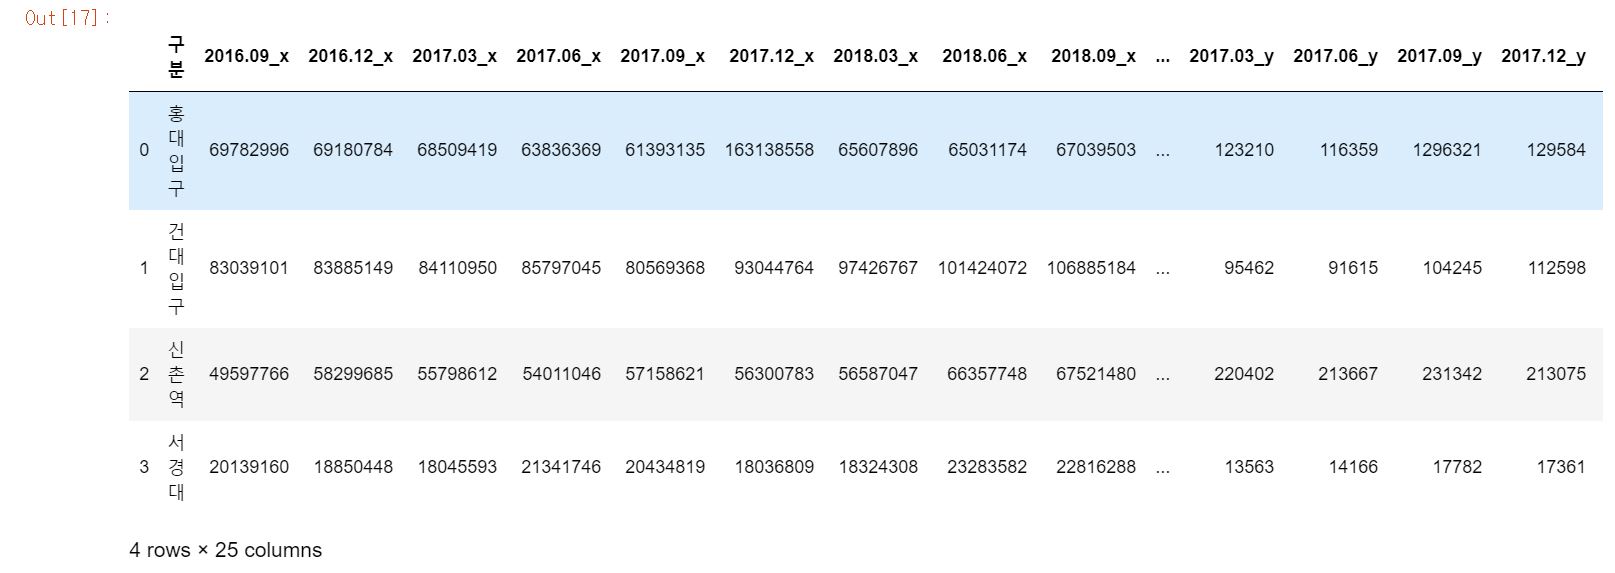 Out[17]:
구분 2016.09_x 2016.12_x 2017.03_x 2017.06_x 2017.09_x 2017.12_x 2018.03_x 2018.06_x 2018.09_x ... 2017.03_y 2017.06_y 2017.09_y 2017.12_y
0 홍대입구 69782996 69180784 68509419 63836369 61393135 163138558 65607896 65031174 67039503 ... 123210 116359 1296321 129584
1 건대입구 83039101 83885149 84110950 85797045 80569368 93044764 97426767 101424072 106885184 ... 95462 91615 104245 112598
2 신촌역 49597766 58299685 55798612 54011046 57158621 56300783 56587047 66357748 67521480 ... 220402 213667 231342 213075
3 서경대 20139160 18850448 18045593 21341746 20434819 18036809 18324308 23283582 22816288 ... 13563 14166 17782 17361
4 rows × 25 columns